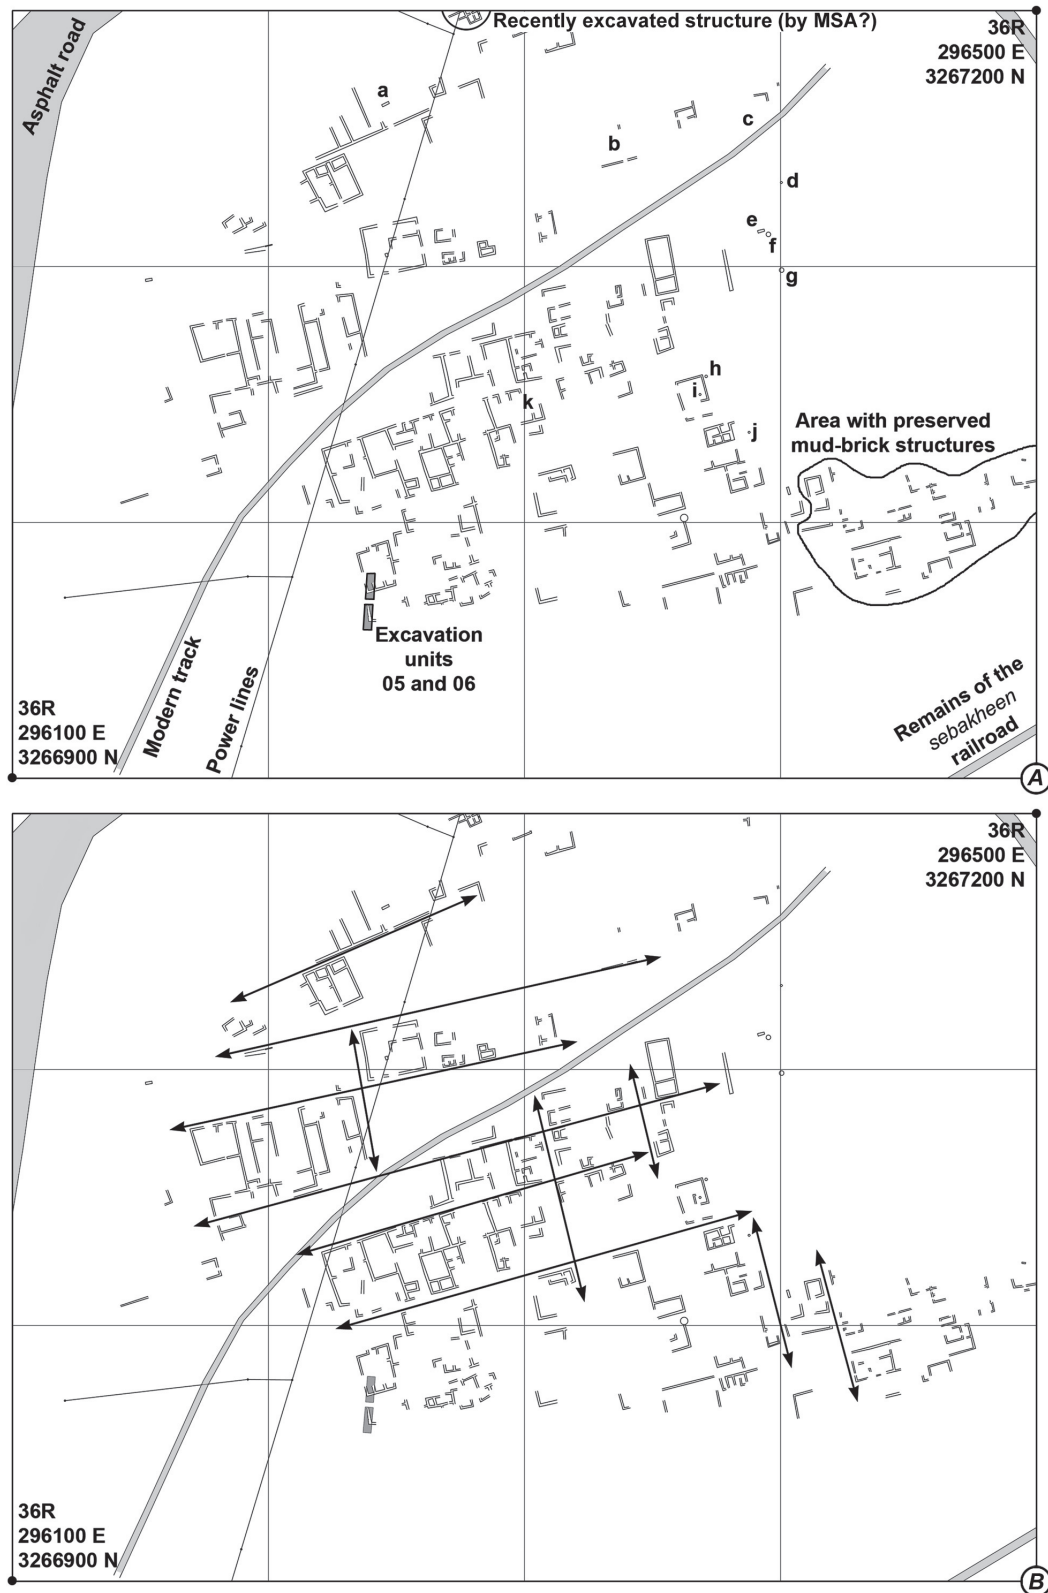 Recently excavated structure (by MSA?)
36R
296500 E
3267200 N
Asphalt road
a
b
c
d
e
f
g
h
i
j
k
Area with preserved
mud-brick structures
Excavation
units
05 and 06
Modern track
Power lines
Remains of the
sebakheen
railroad
36R
296100 E
3266900 N
A
36R
296500 E
3267200 N
36R
296100 E
3266900 N
B